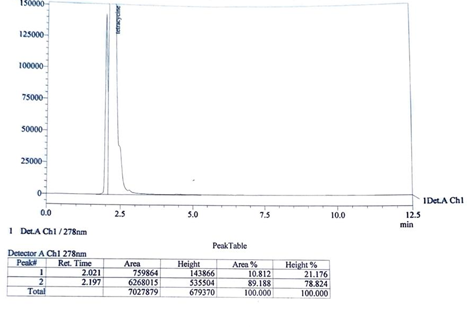 150000
tetracycine
125000
100000
75000
50000
25000
0
0.0 2.5 5.0 7.5 10.0 12.5
min
1Det.A Ch1
1 Det.A Ch1 / 278nm
PeakTable
Detector A Ch1 278nm
Peak# Ret. Time Area Height Area % Height %
1 2.021 759864 143866 10.812 21.176
2 2.197 6268015 535504 89.188 78.824
Total 7027879 679370 100.000 100.000